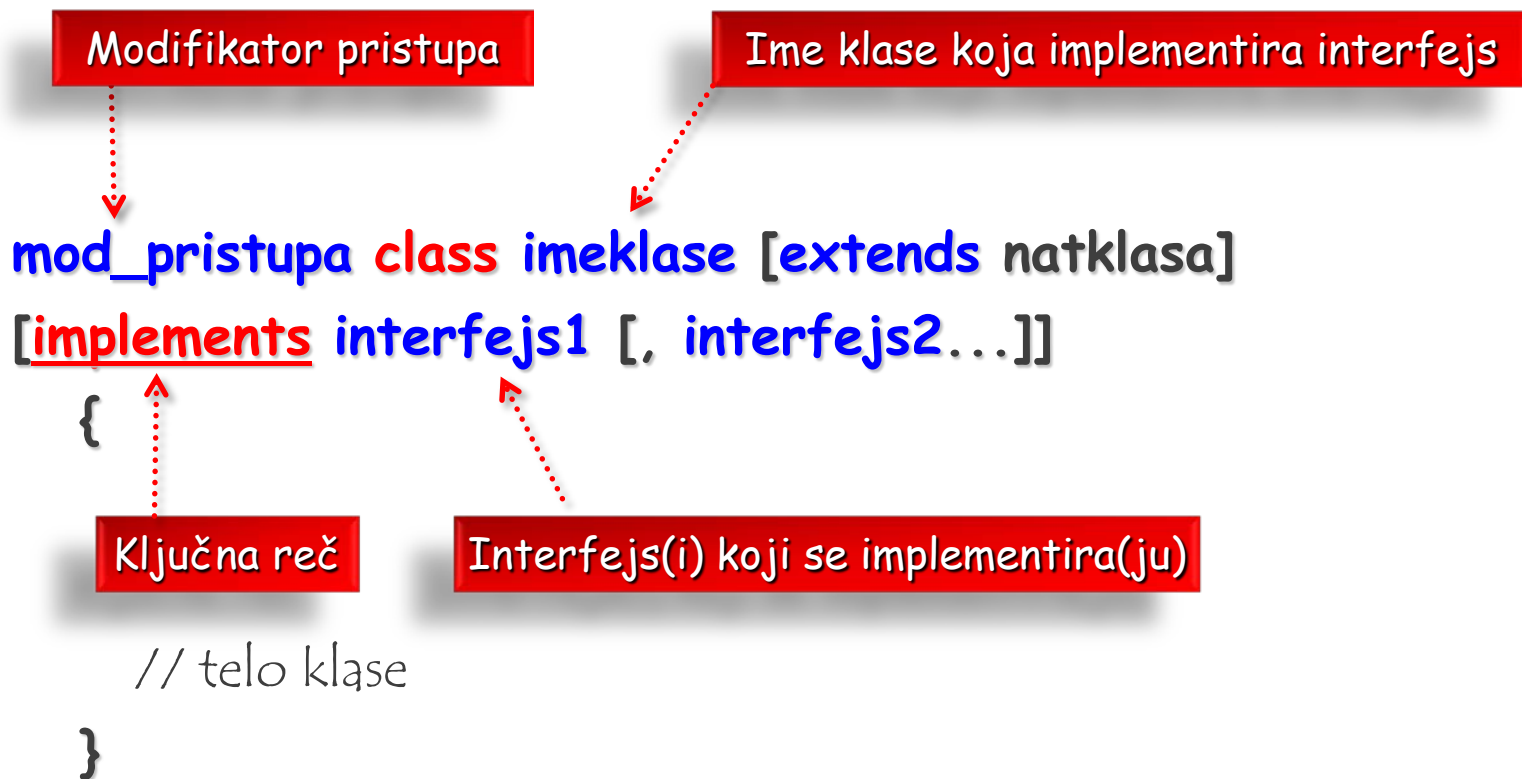 Modifikator pristupa
Ime klase koja implementira interfejs
mod_pristupa class imeklase [extends natklasa]
[implements interfejs1 [, interfejs2...]]
{
Ključna reč
Interfejs(i) koji se implementira(ju)
// telo klase
}